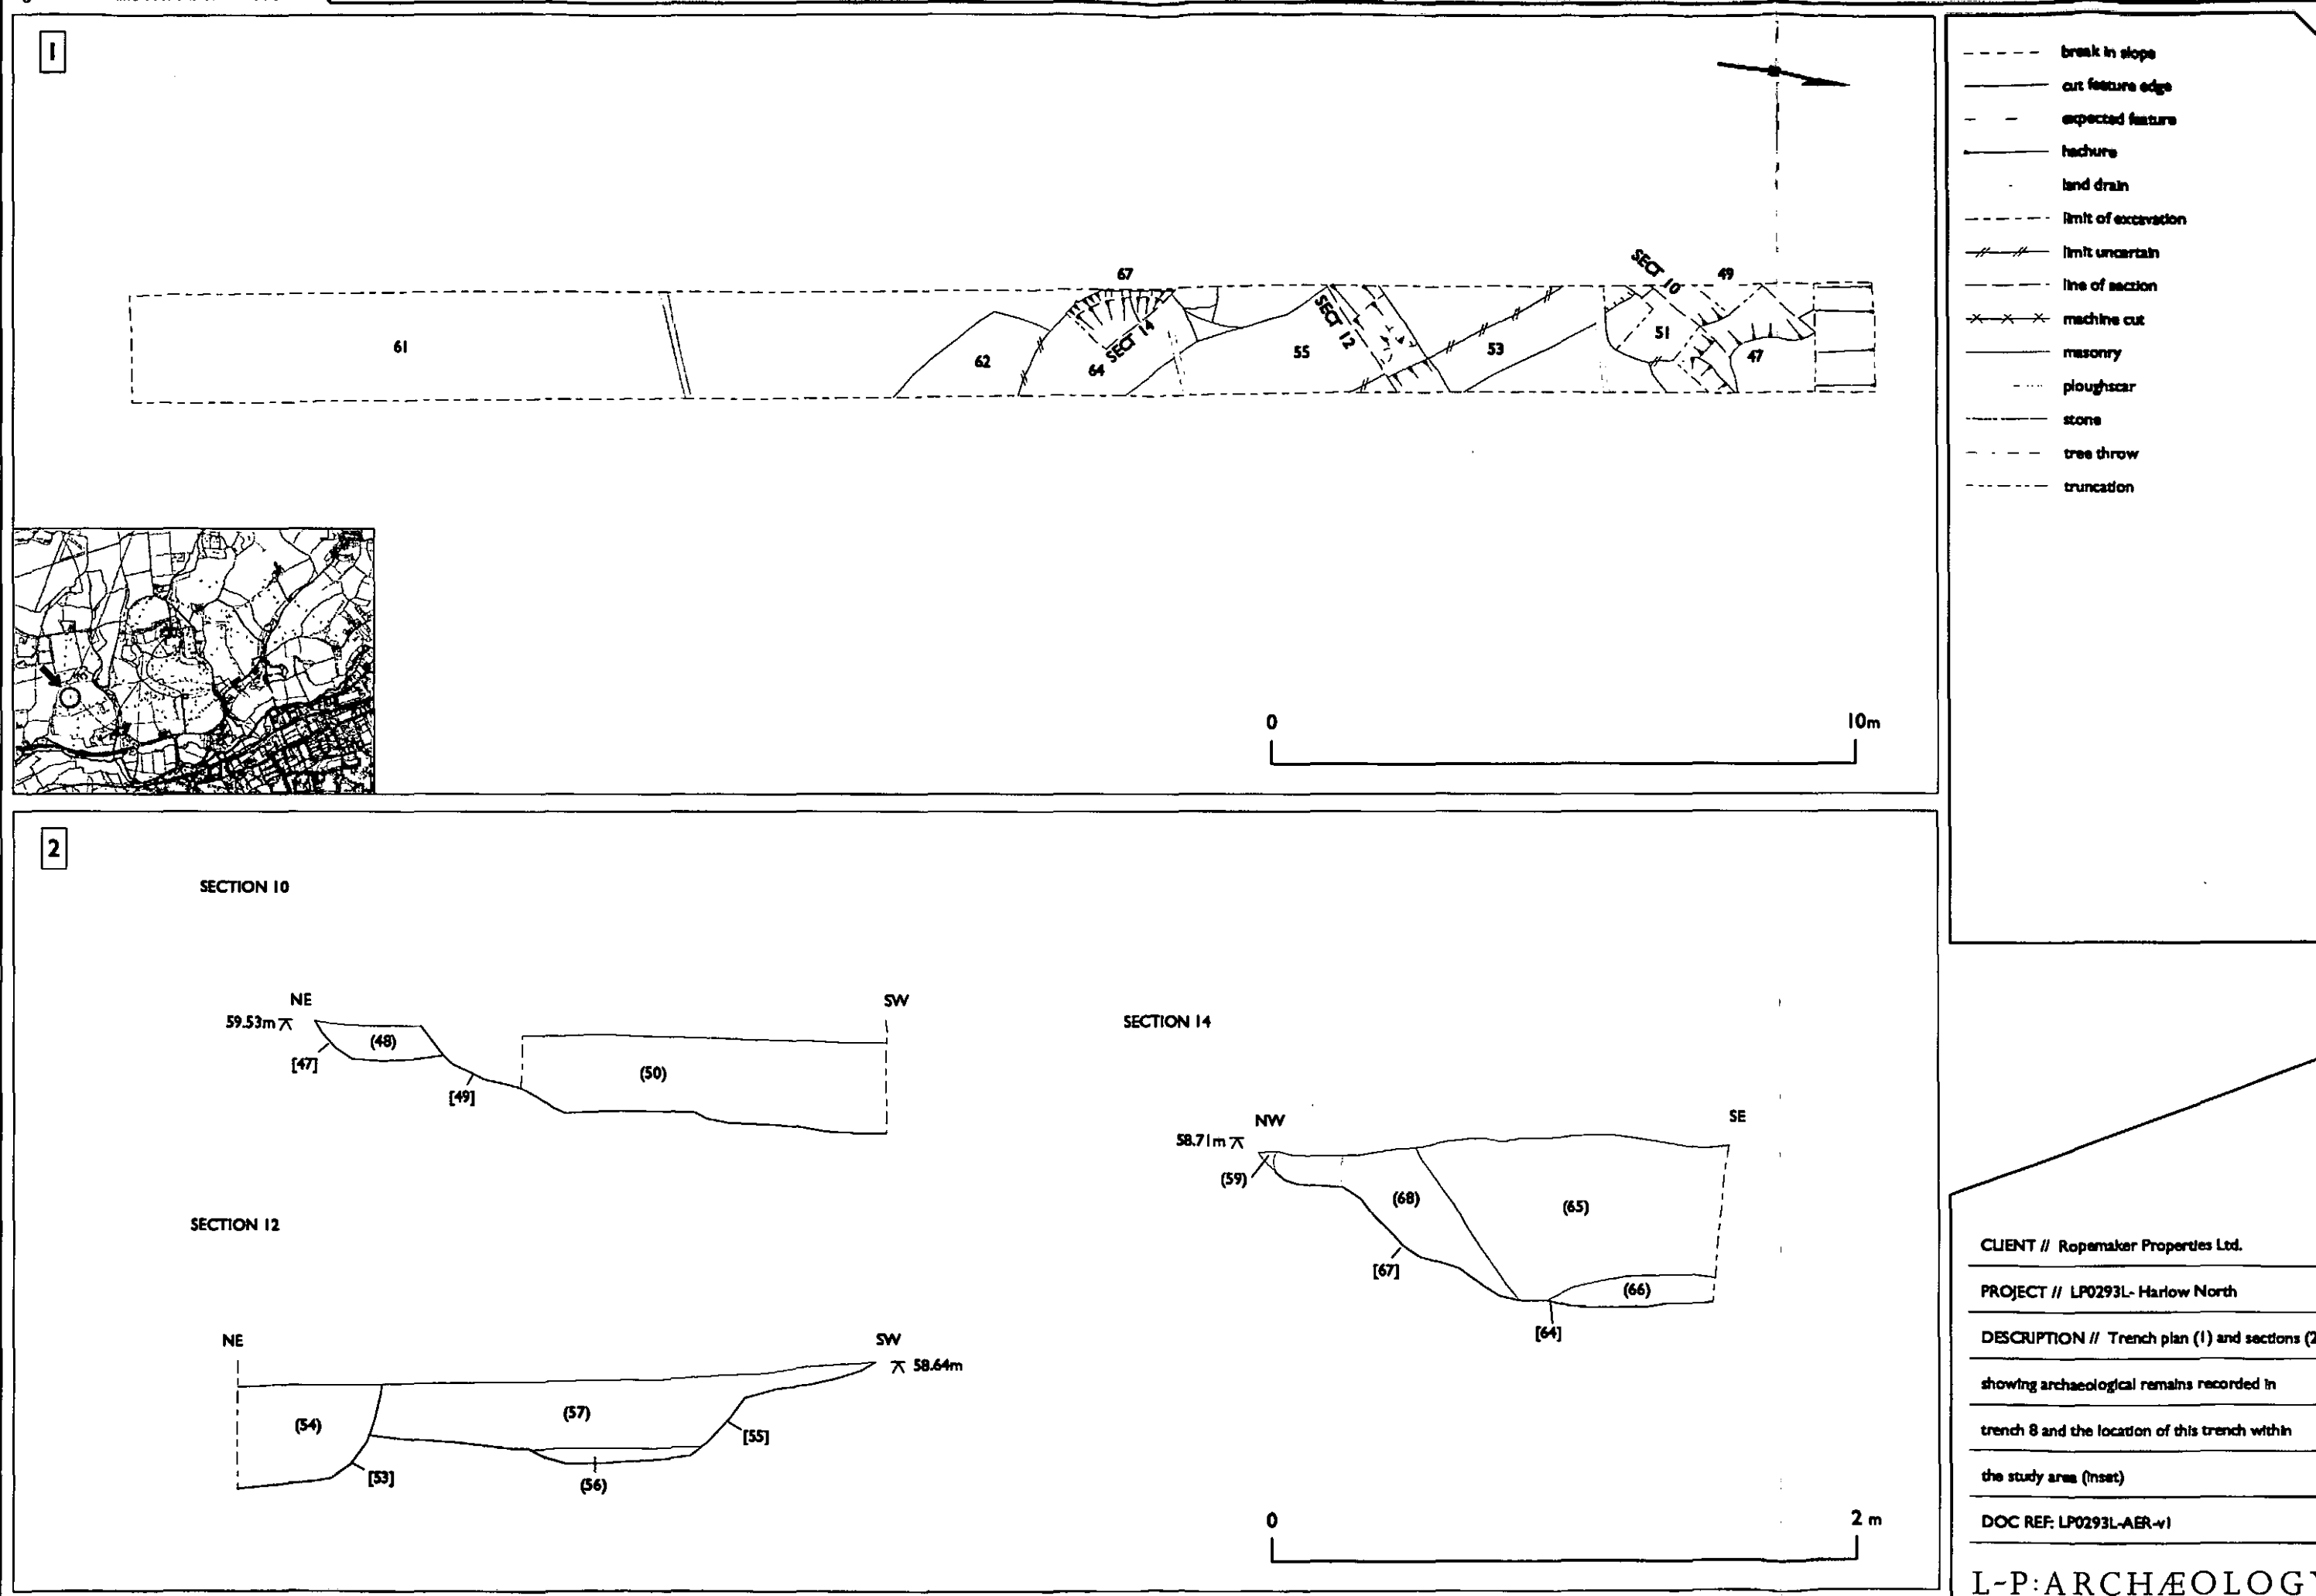 1
break in slope
cut feature edge
expected feature
hachure
land drain
limit of excavation
limit uncertain
line of section
machine cut
masonry
ploughscar
stone
tree throw
truncation
61
62
67
SECT 14
64
55
SECT 12
53
SECT 10
49
51
47
0 10m
2
SECTION 10
NE SW
59.53m
(48)
[47]
[49]
(50)
SECTION 12
NE SW
58.64m
(54)
(57)
[55]
[53]
(56)
SECTION 14
NW SE
58.71m
(59)
(68)
(65)
[67]
(66)
[64]
0 2 m
CLIENT // Ropemaker Properties Ltd.
PROJECT // LP0293L- Harlow North
DESCRIPTION // Trench plan (1) and sections (2
showing archaeological remains recorded in
trench 8 and the location of this trench within
the study area (inset)
DOC REF: LP0293L-AER-v1
L~P:ARCHÆOLOGY